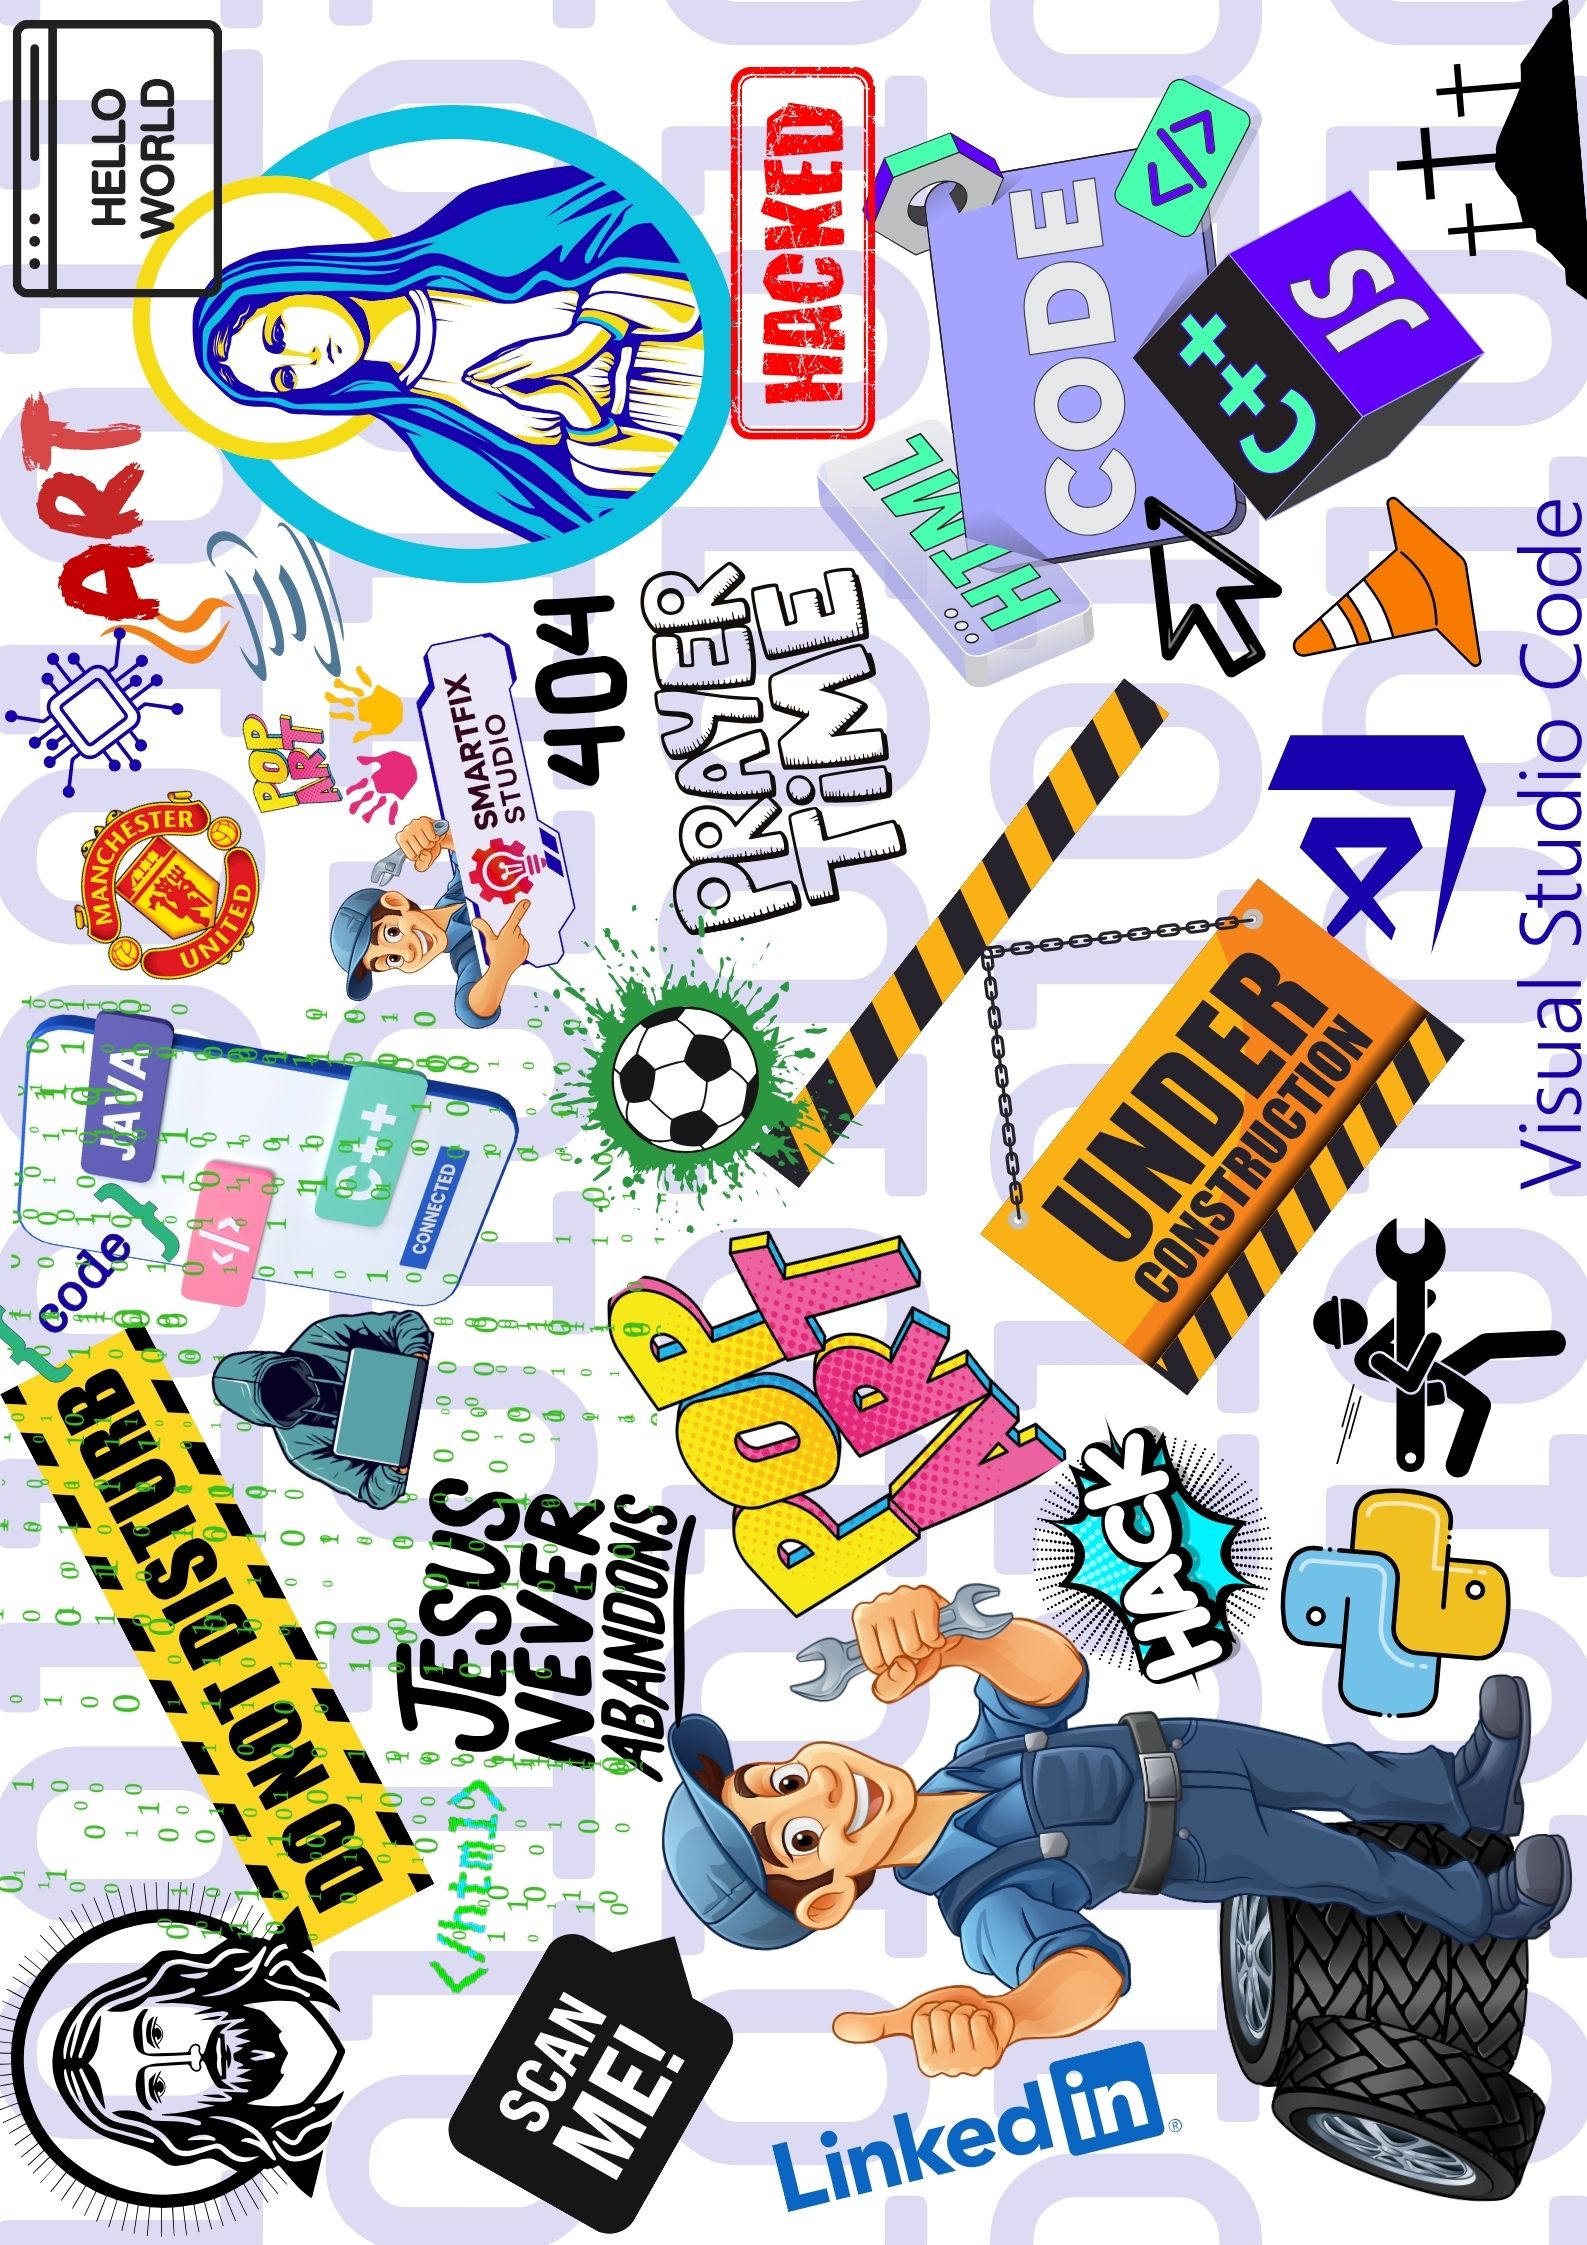 HELLO
WORLD
HACKED
CODE
</>
JS
C++
HTML
ART
404
PRAYER
TiME
POP
ART
SMARTFIX
STUDIO
MANCHESTER
UNITED
Visual Studio Code
JAVA
C++
</>
CONNECTED
{ code }
UNDER
CONSTRUCTION
POP
ART
DO NOT DISTURB
JESUS
NEVER
ABANDONS
HACK
</html>
SCAN
ME!
Linkedin®